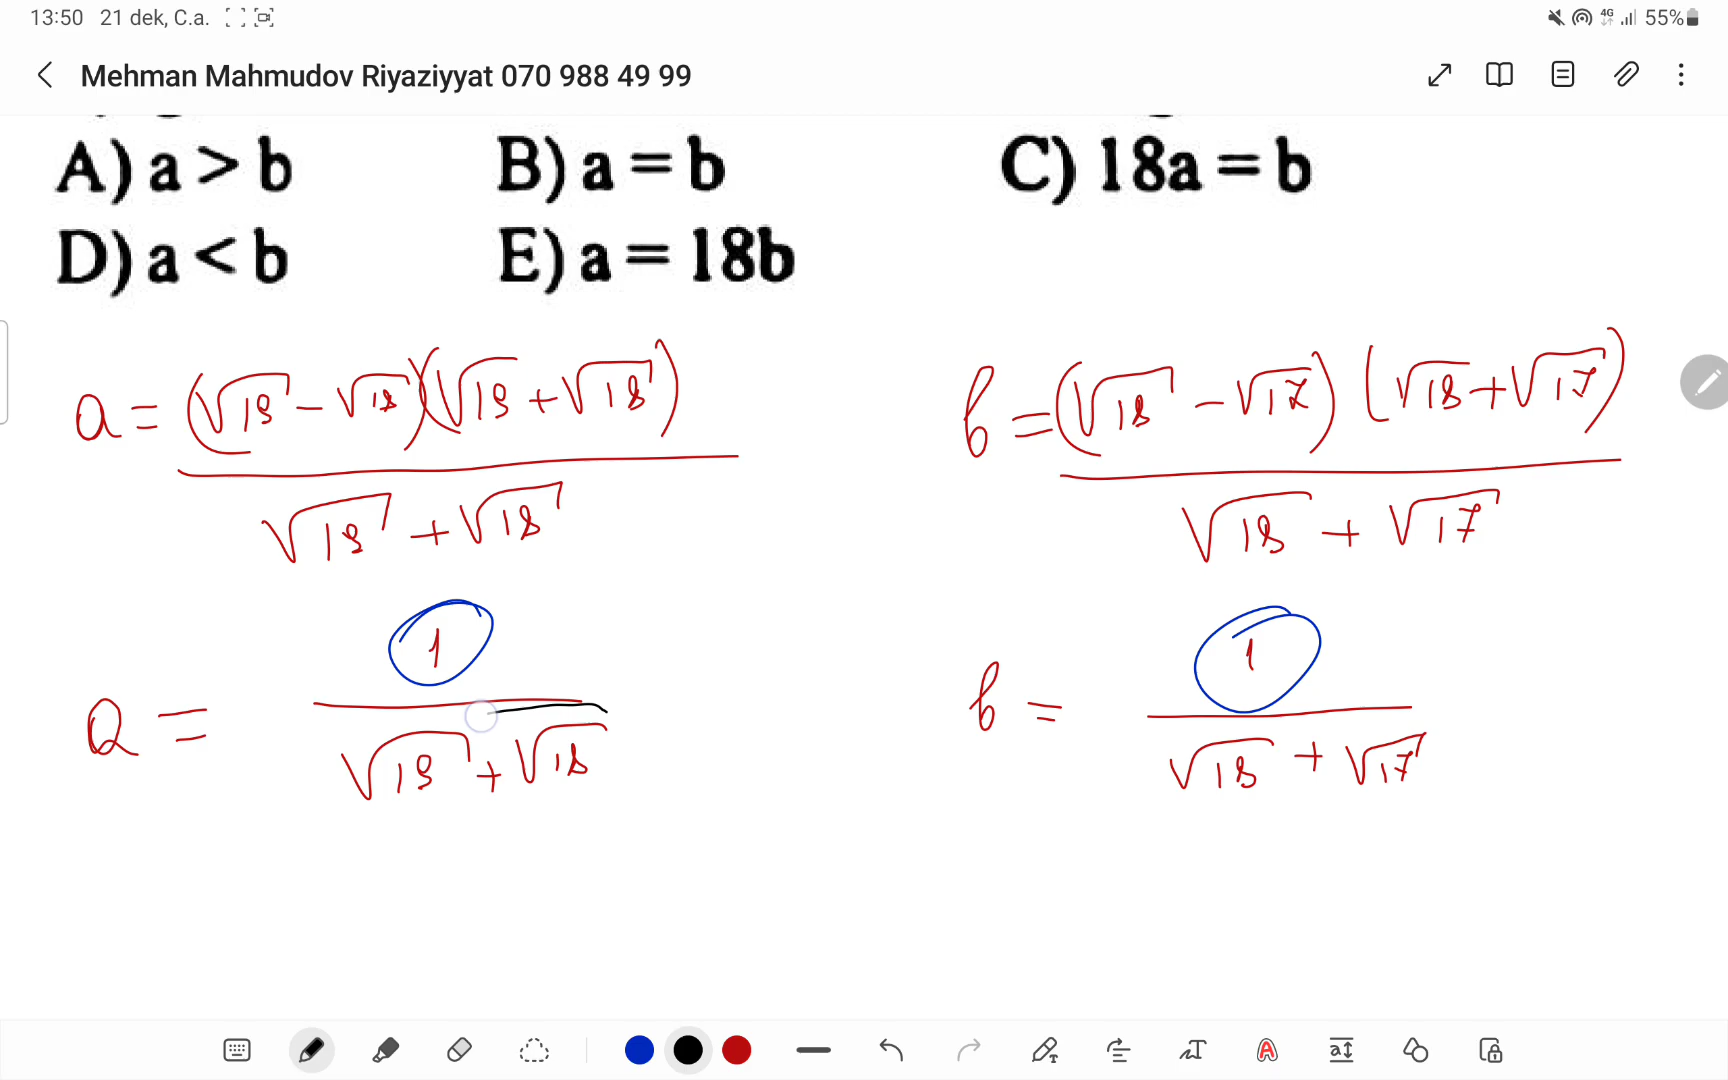 13:50 21 dek, C.a. 4G 55%
Mehman Mahmudov Riyaziyyat 070 988 49 99
A) a > b B) a = b C) 18a = b
D) a < b E) a = 18b
a = (√19 − √18)(√19 + √18) / √19 + √18
b = (√18 − √17)(√18 + √17) / √18 + √17
a = 1 / √19 + √18
b = 1 / √18 + √17